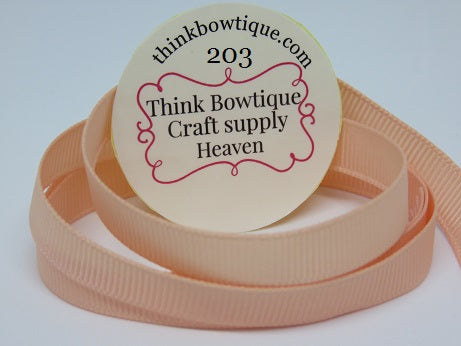 thinkbowtique.com
203
Think Bowtique
Craft supply
Heaven